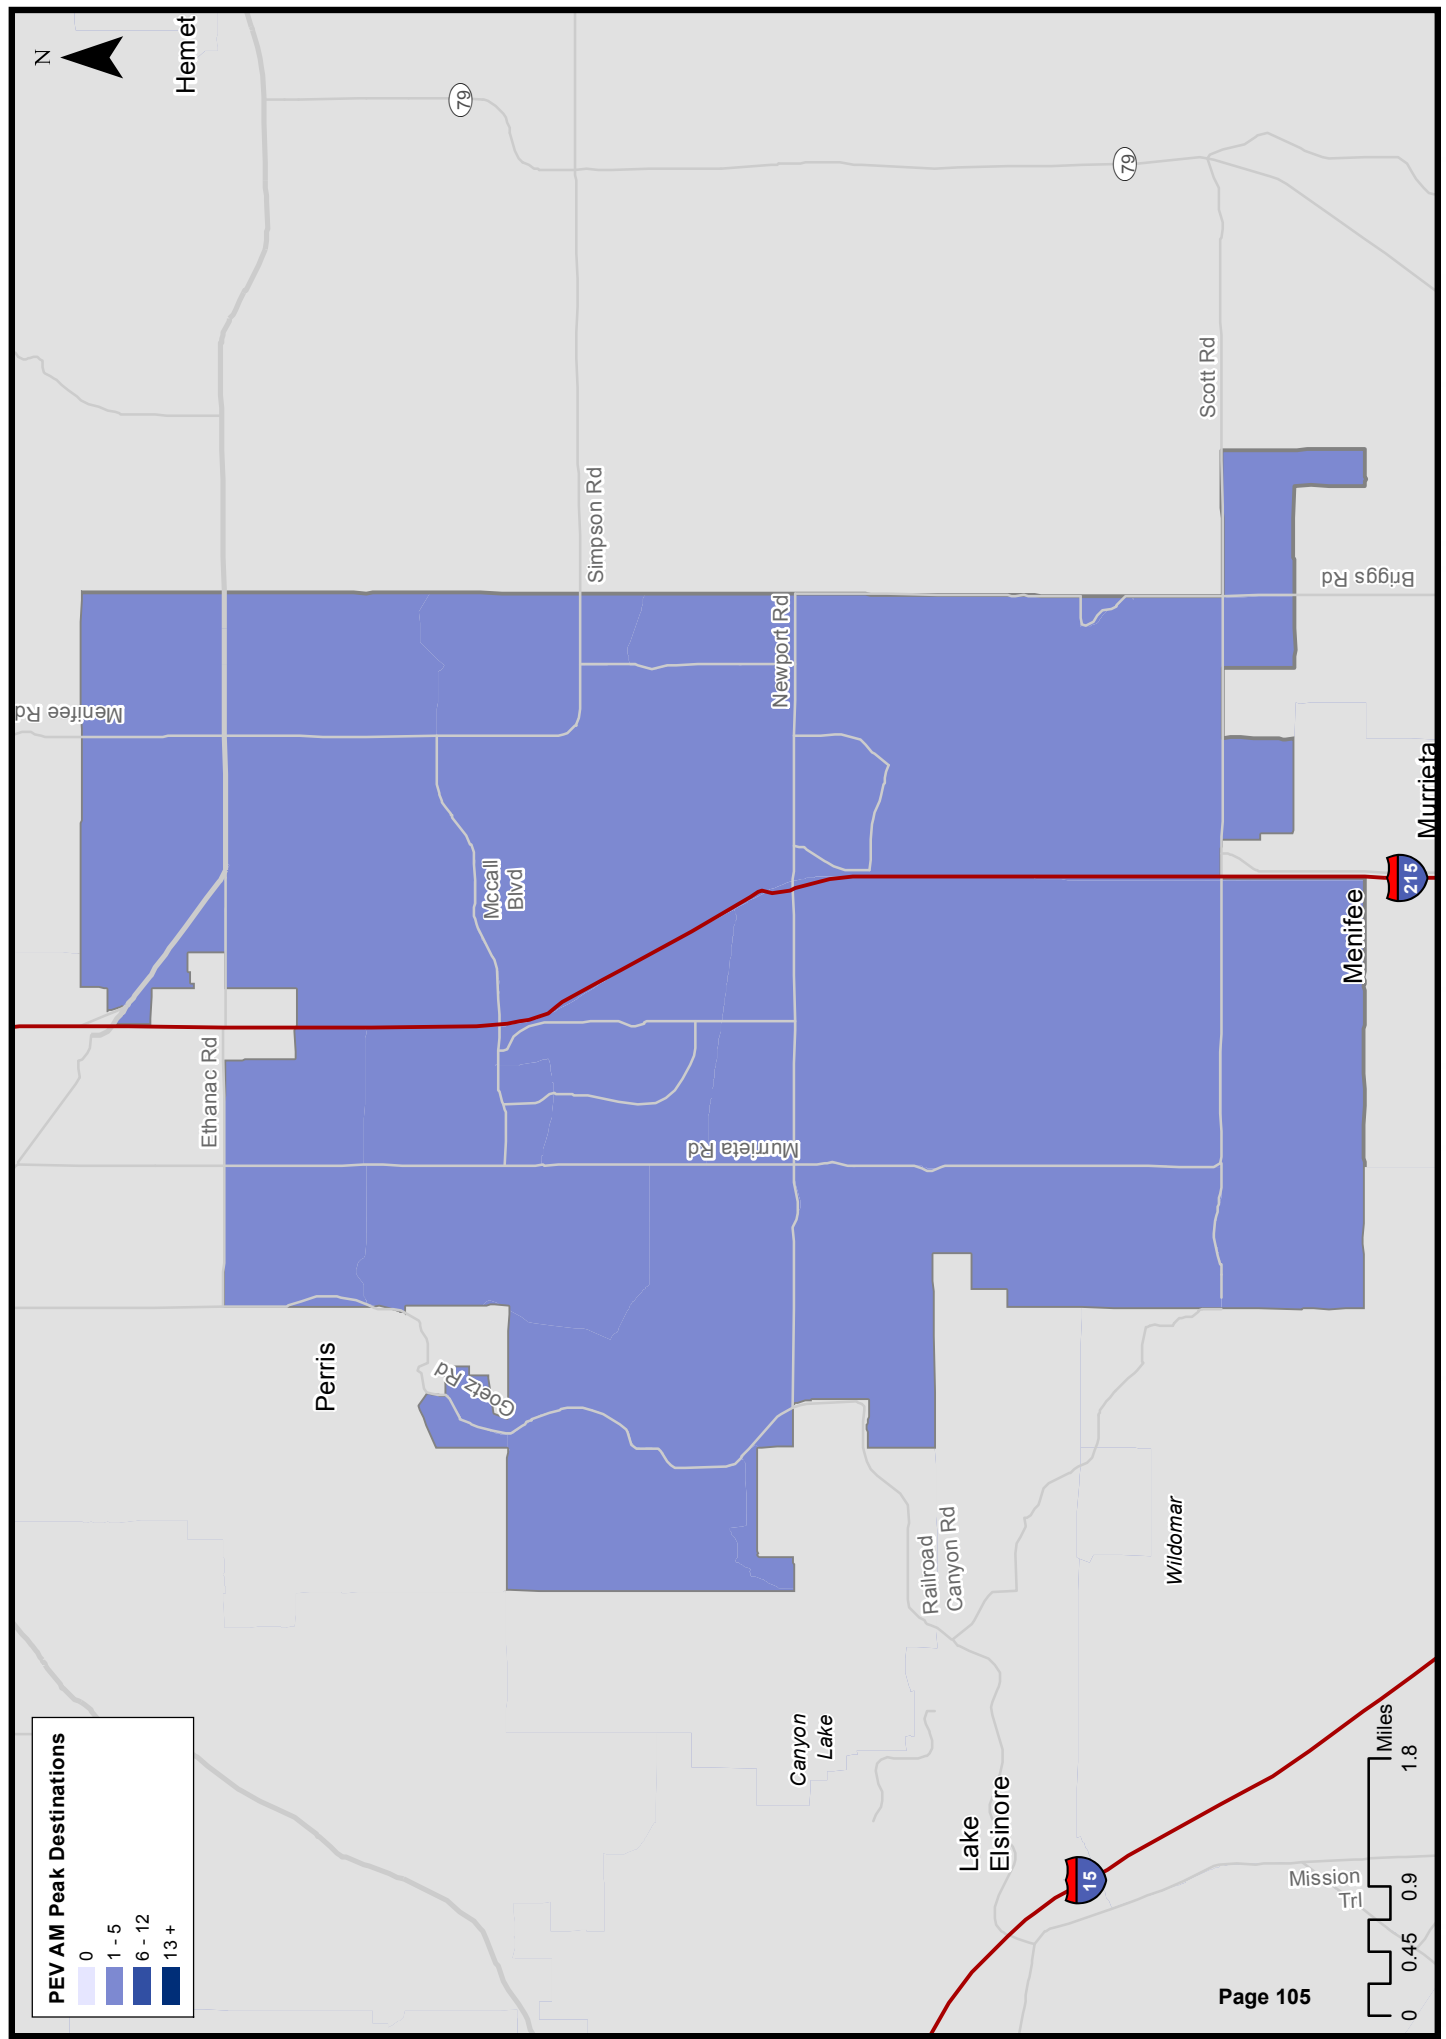 PEV AM Peak Destinations
0
1 - 5
6 - 12
13 +
N
Hemet
Perris
Menifee Rd
Ethanac Rd
Goetz Rd
Mccall
Blvd
Simpson Rd
79
Murrieta Rd
Newport Rd
Canyon
Lake
Railroad
Canyon Rd
Lake
Elsinore
15
Wildomar
79
Scott Rd
Briggs Rd
Menifee
215
Murrieta
Mission
Trl
Page 105
Miles
0
0.45
0.9
1.8